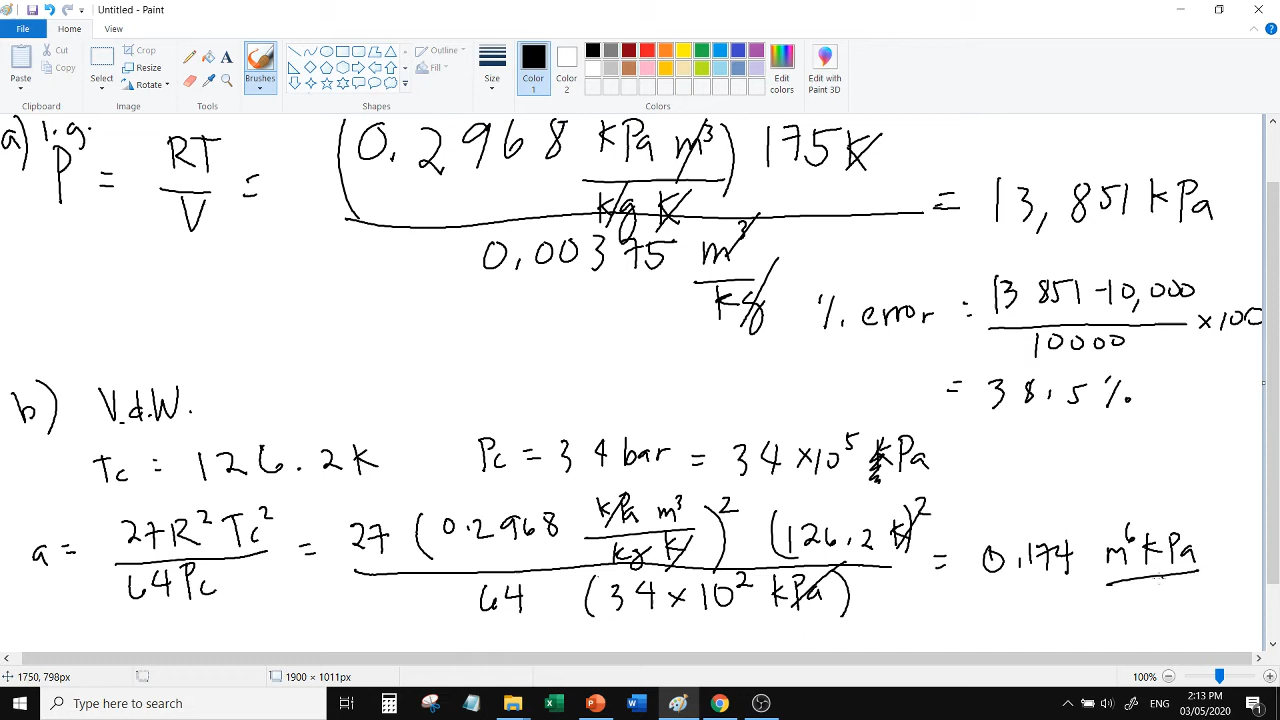 Untitled - Paint
File Home View
Paste Cut Copy
Select Crop Resize Rotate
Brushes
Outline Fill
Size
Color 1
Color 2
Edit colors
Edit with Paint 3D
Clipboard Image Tools Shapes Colors
a) i.g.
P = RT / V = (0.2968 kPa m³ / kg K) 175 K / 0.00375 m³ / kg = 13,851 kPa
% error = 13 851 - 10,000 / 10000 × 100
= 38.5 %
b) V.d.W.
Tc = 126.2 K Pc = 34 bar = 34 × 10⁵ Pa
a = 27R² Tc² / 64 Pc = 27 (0.2968 kPa m³ / kg K)² (126.2 K)² / 64 (34 × 10² kPa) = 0.174 m⁶ kPa
1750, 798px 1900 × 1011px 100%
Type here to search
ENG
2:13 PM
03/05/2020